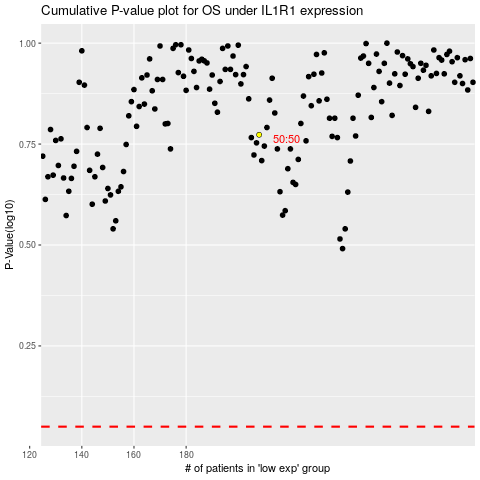 Cumulative P-value plot for OS under IL1R1 expression
1.00
0.75
0.50
0.25
P-Value(log10)
50:50
120 140 160 180
# of patients in 'low exp' group